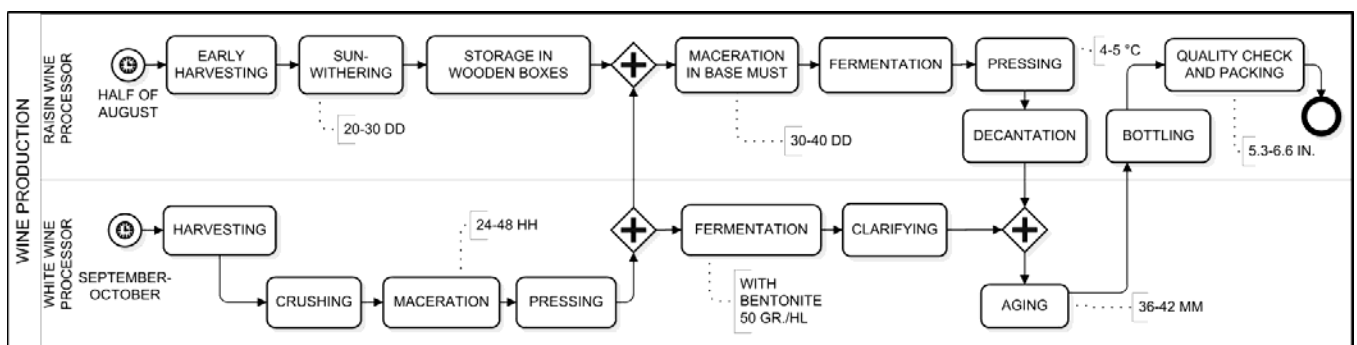 WINE PRODUCTION
RAISIN WINE
PROCESSOR
HALF OF
AUGUST
EARLY
HARVESTING
SUN-
WITHERING
20-30 DD
STORAGE IN
WOODEN BOXES
MACERATION
IN BASE MUST
30-40 DD
FERMENTATION
PRESSING
4-5 °C
DECANTATION
BOTTLING
QUALITY CHECK
AND PACKING
5.3-6.6 IN.
WHITE WINE
PROCESSOR
SEPTEMBER-
OCTOBER
HARVESTING
CRUSHING
MACERATION
24-48 HH
PRESSING
FERMENTATION
WITH
BENTONITE
50 GR./HL
CLARIFYING
AGING
36-42 MM